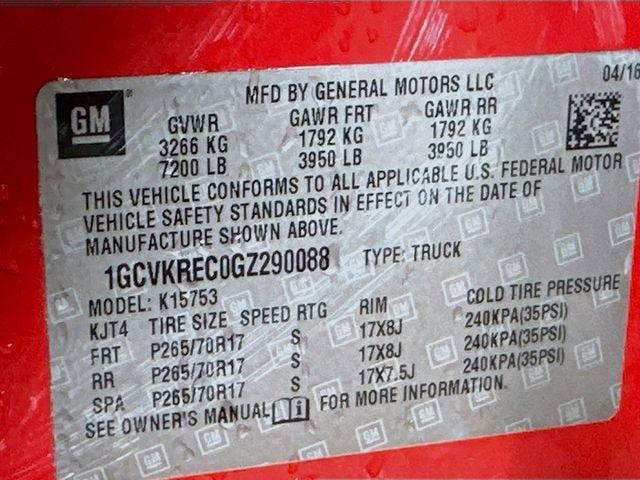 04/16
MFD BY GENERAL MOTORS LLC
GM
GVWR GAWR FRT GAWR RR
3266 KG 1792 KG 1792 KG
7200 LB 3950 LB 3950 LB
THIS VEHICLE CONFORMS TO ALL APPLICABLE U.S. FEDERAL MOTOR
VEHICLE SAFETY STANDARDS IN EFFECT ON THE DATE OF
MANUFACTURE SHOWN ABOVE.
1GCVKREC0GZ290088 TYPE: TRUCK
MODEL: K15753
KJT4 TIRE SIZE SPEED RTG RIM COLD TIRE PRESSURE
FRT P265/70R17 S 17X8J 240KPA(35PSI)
RR P265/70R17 S 17X8J 240KPA(35PSI)
SPA P265/70R17 S 17X7.5J 240KPA(35PSI)
SEE OWNER'S MANUAL i FOR MORE INFORMATION.